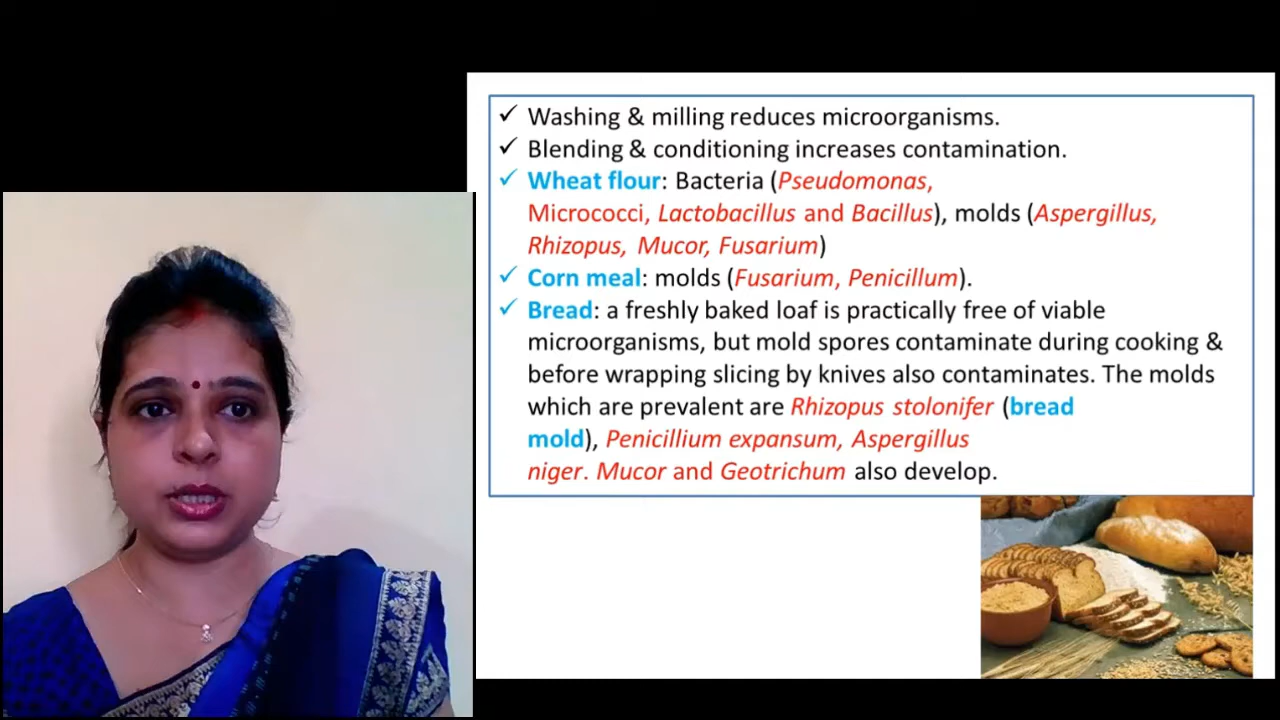 ✓ Washing & milling reduces microorganisms.
✓ Blending & conditioning increases contamination.
✓ Wheat flour: Bacteria (Pseudomonas,
Micrococci, Lactobacillus and Bacillus), molds (Aspergillus,
Rhizopus, Mucor, Fusarium)
✓ Corn meal: molds (Fusarium, Penicillum).
✓ Bread: a freshly baked loaf is practically free of viable
microorganisms, but mold spores contaminate during cooking &
before wrapping slicing by knives also contaminates. The molds
which are prevalent are Rhizopus stolonifer (bread
mold), Penicillium expansum, Aspergillus
niger. Mucor and Geotrichum also develop.